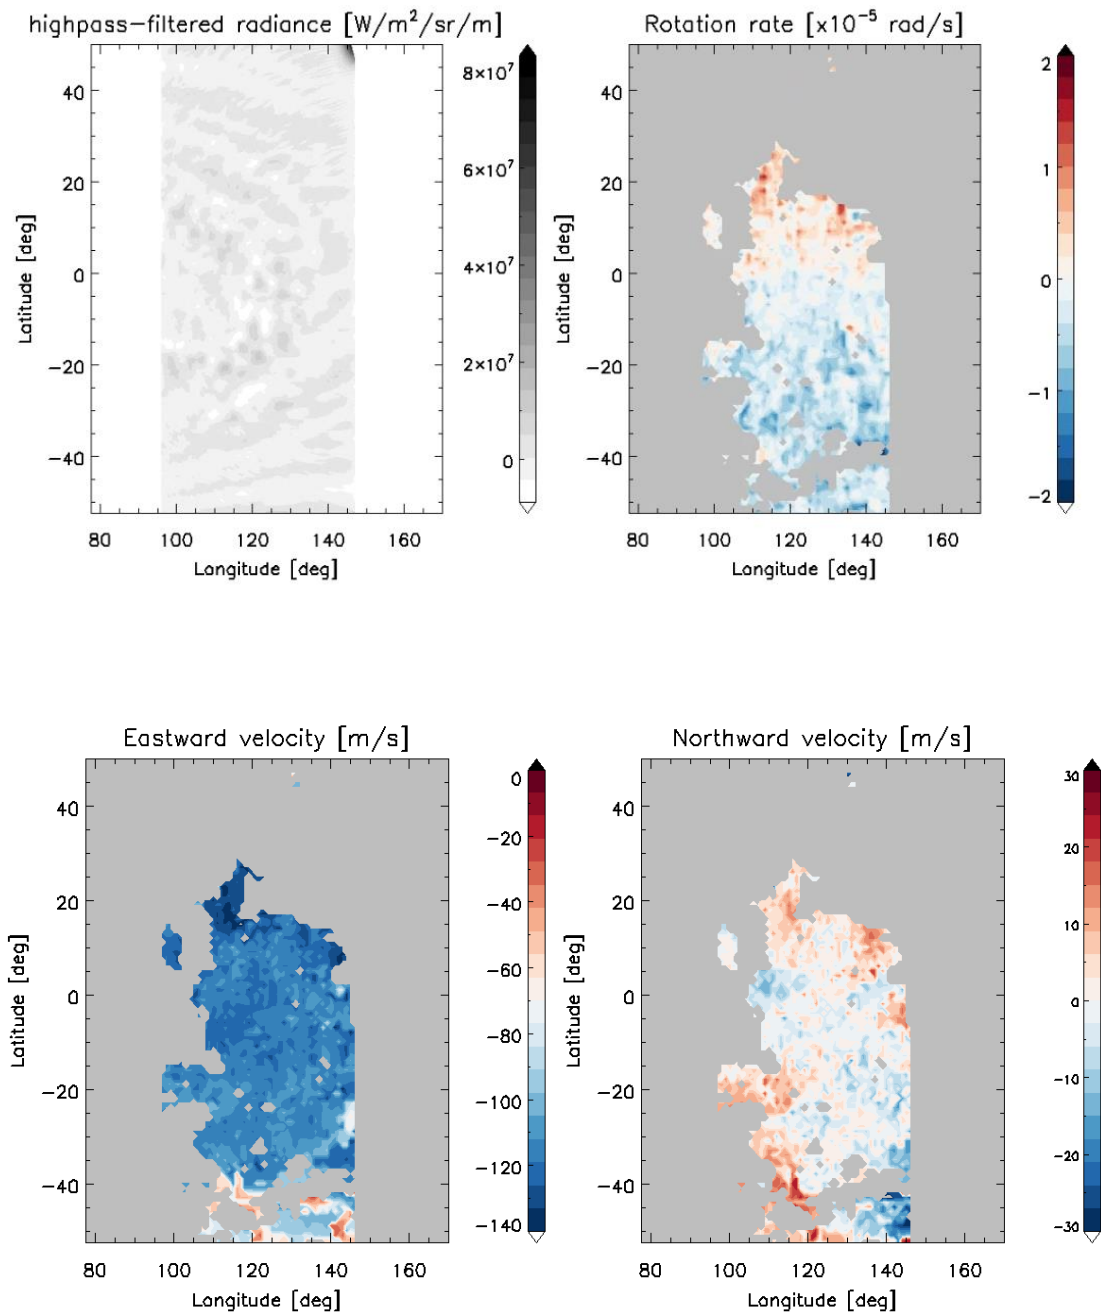 highpass-filtered radiance [W/m²/sr/m]
Latitude [deg]
40
20
0
-20
-40
80 100 120 140 160
Longitude [deg]
8×10⁷
6×10⁷
4×10⁷
2×10⁷
0
Rotation rate [x10⁻⁵ rad/s]
Latitude [deg]
40
20
0
-20
-40
80 100 120 140 160
Longitude [deg]
2
1
0
-1
-2
Eastward velocity [m/s]
Latitude [deg]
40
20
0
-20
-40
80 100 120 140 160
Longitude [deg]
0
-20
-40
-60
-80
-100
-120
-140
Northward velocity [m/s]
Latitude [deg]
40
20
0
-20
-40
80 100 120 140 160
Longitude [deg]
30
20
10
0
-10
-20
-30